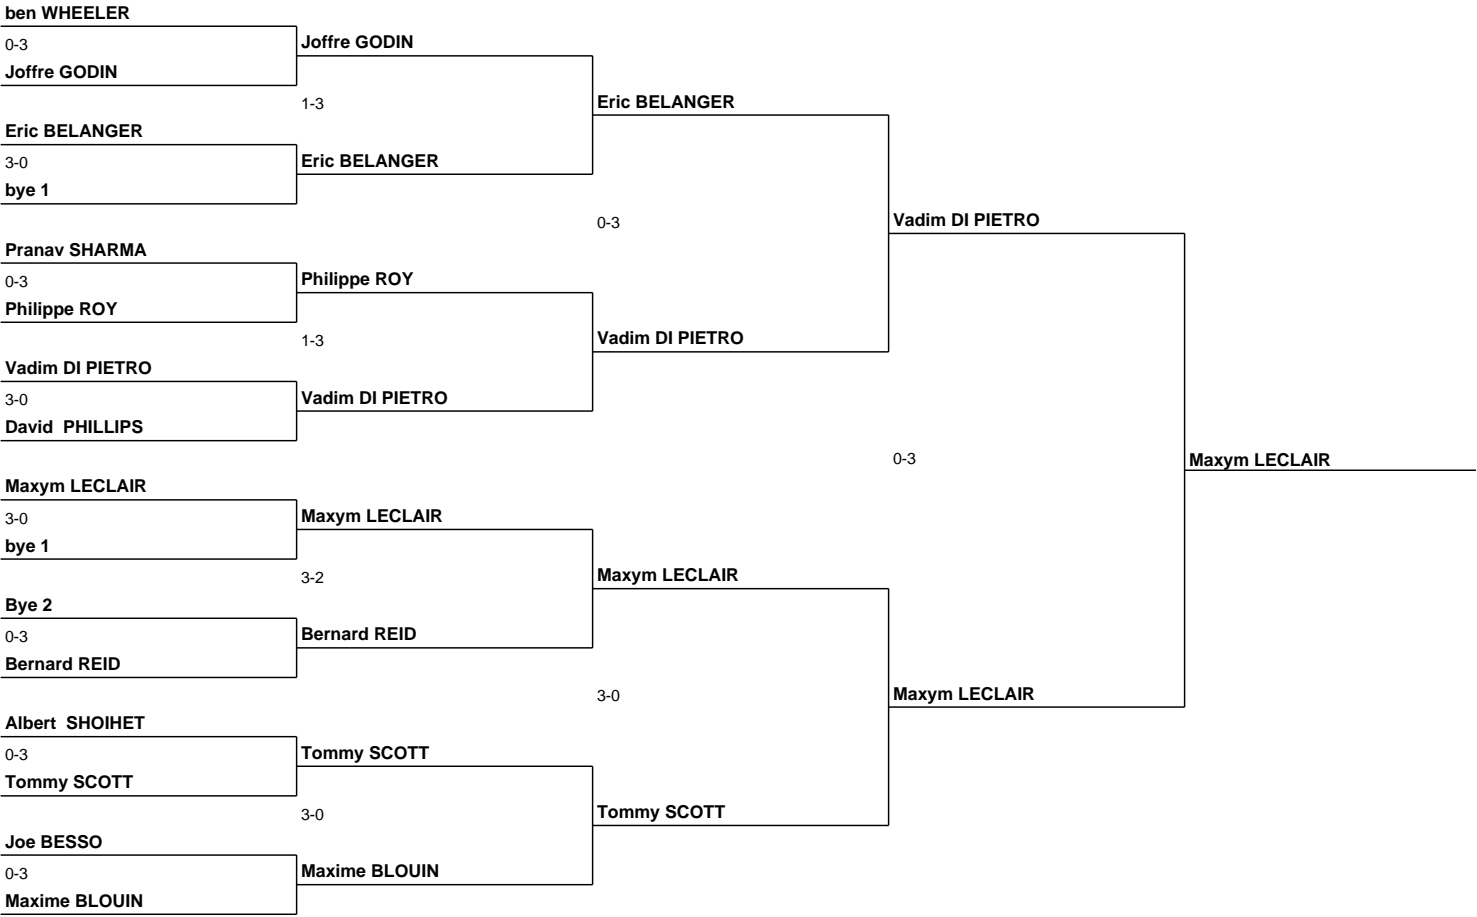 ben WHEELER
0-3
Joffre GODIN
Eric BELANGER
3-0
bye 1
Pranav SHARMA
0-3
Philippe ROY
Vadim DI PIETRO
3-0
David  PHILLIPS
Maxym LECLAIR
3-0
bye 1
Bye 2
0-3
Bernard REID
Albert  SHOIHET
0-3
Tommy SCOTT
Joe BESSO
0-3
Maxime BLOUIN
Joffre GODIN
1-3
Eric BELANGER
Philippe ROY
1-3
Vadim DI PIETRO
Maxym LECLAIR
3-2
Bernard REID
Tommy SCOTT
3-0
Maxime BLOUIN
Eric BELANGER
0-3
Vadim DI PIETRO
Maxym LECLAIR
3-0
Tommy SCOTT
Vadim DI PIETRO
0-3
Maxym LECLAIR
Maxym LECLAIR